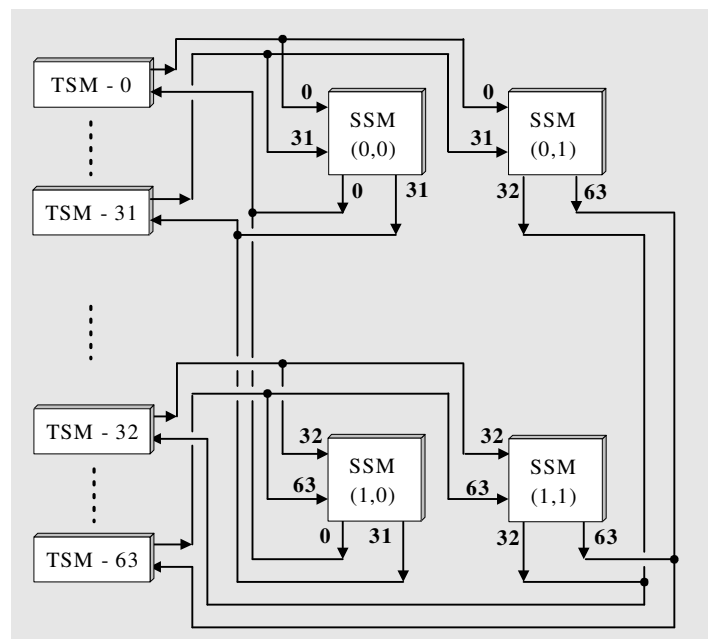 TSM - 0
0
0
SSM
(0,0)
SSM
(0,1)
31
31
0
31
32
63
TSM - 31
TSM - 32
32
32
SSM
(1,0)
SSM
(1,1)
63
63
0
31
32
63
TSM - 63